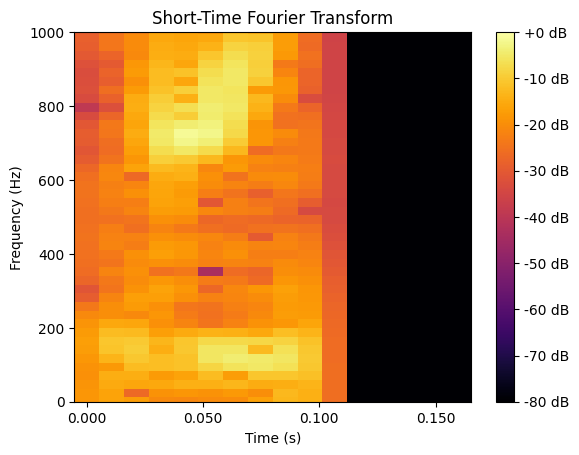 Short-Time Fourier Transform
1000
800
600
400
200
0
Frequency (Hz)
0.000
0.050
0.100
0.150
Time (s)
+0 dB
-10 dB
-20 dB
-30 dB
-40 dB
-50 dB
-60 dB
-70 dB
-80 dB